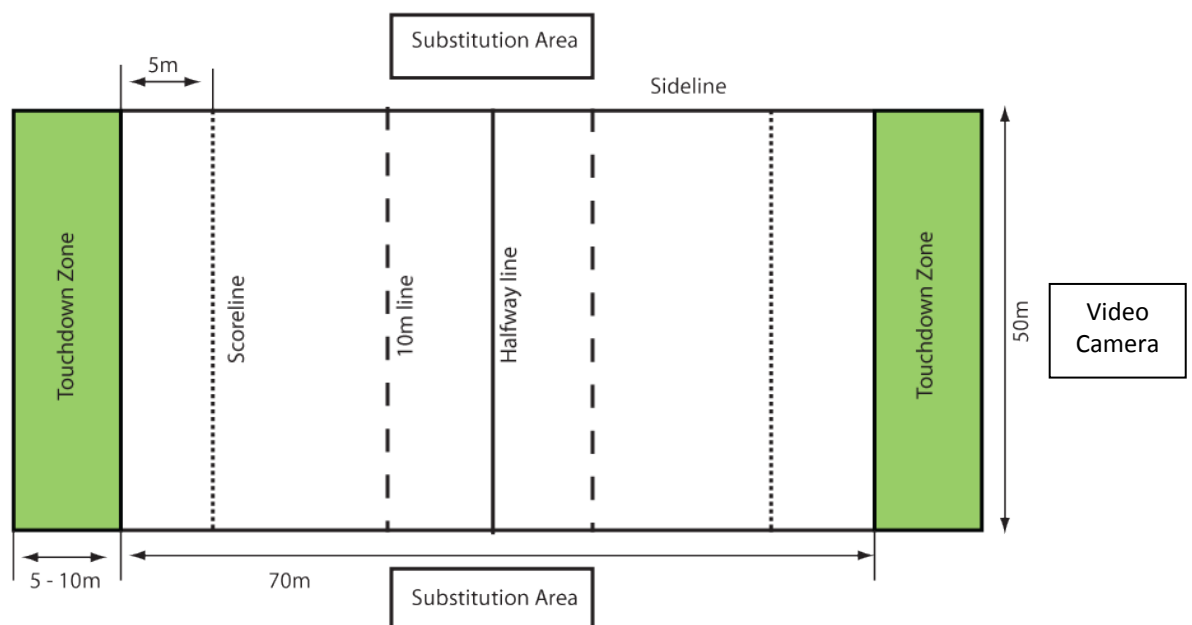 Substitution Area
5m
Sideline
Touchdown Zone
Scoreline
10m line
Halfway line
Touchdown Zone
50m
Video
Camera
5 - 10m
70m
Substitution Area